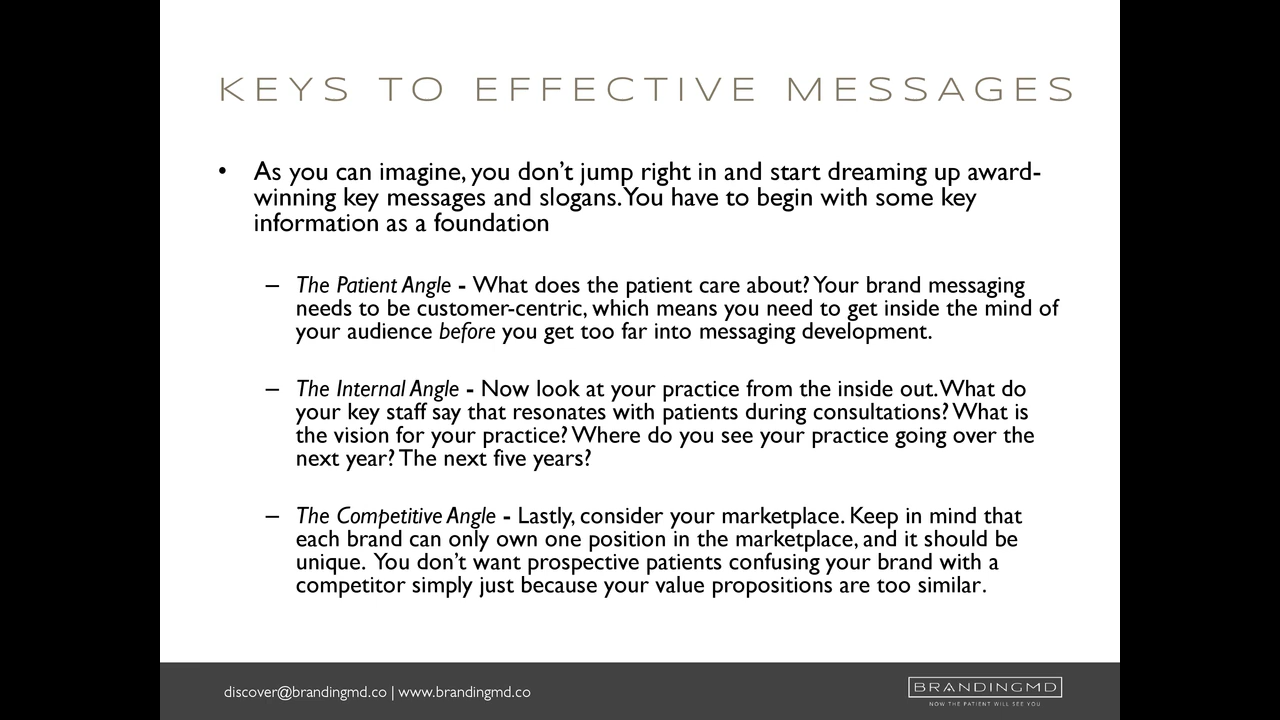 KEYS TO EFFECTIVE MESSAGES
• As you can imagine, you don’t jump right in and start dreaming up award-
winning key messages and slogans. You have to begin with some key
information as a foundation
– The Patient Angle - What does the patient care about? Your brand messaging
needs to be customer-centric, which means you need to get inside the mind of
your audience before you get too far into messaging development.
– The Internal Angle - Now look at your practice from the inside out. What do
your key staff say that resonates with patients during consultations? What is
the vision for your practice? Where do you see your practice going over the
next year? The next five years?
– The Competitive Angle - Lastly, consider your marketplace. Keep in mind that
each brand can only own one position in the marketplace, and it should be
unique. You don’t want prospective patients confusing your brand with a
competitor simply just because your value propositions are too similar.
discover@brandingmd.co | www.brandingmd.co
BRANDINGMD
NOW THE PATIENT WILL SEE YOU